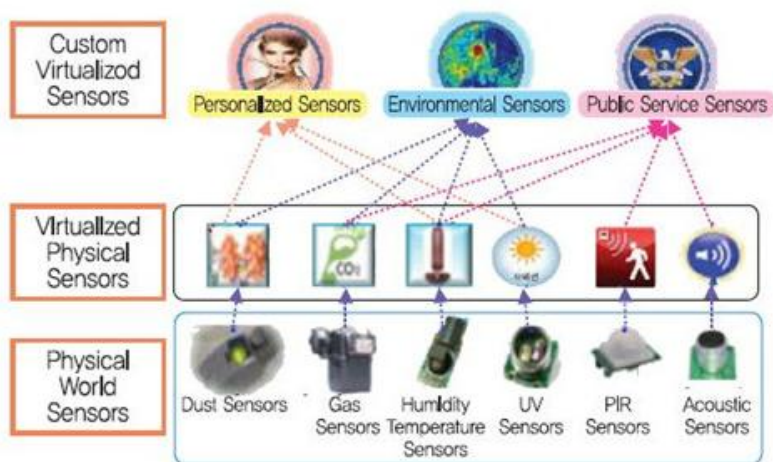 Custom
Virtualizod
Sensors
Personalized Sensors
Environmental Sensors
Public Service Sensors
Virtualized
Physical
Sensors
CO₂
Physical
World
Sensors
Dust Sensors
Gas
Sensors
Humidity
Temperature
Sensors
UV
Sensors
PIR
Sensors
Acoustic
Sensors